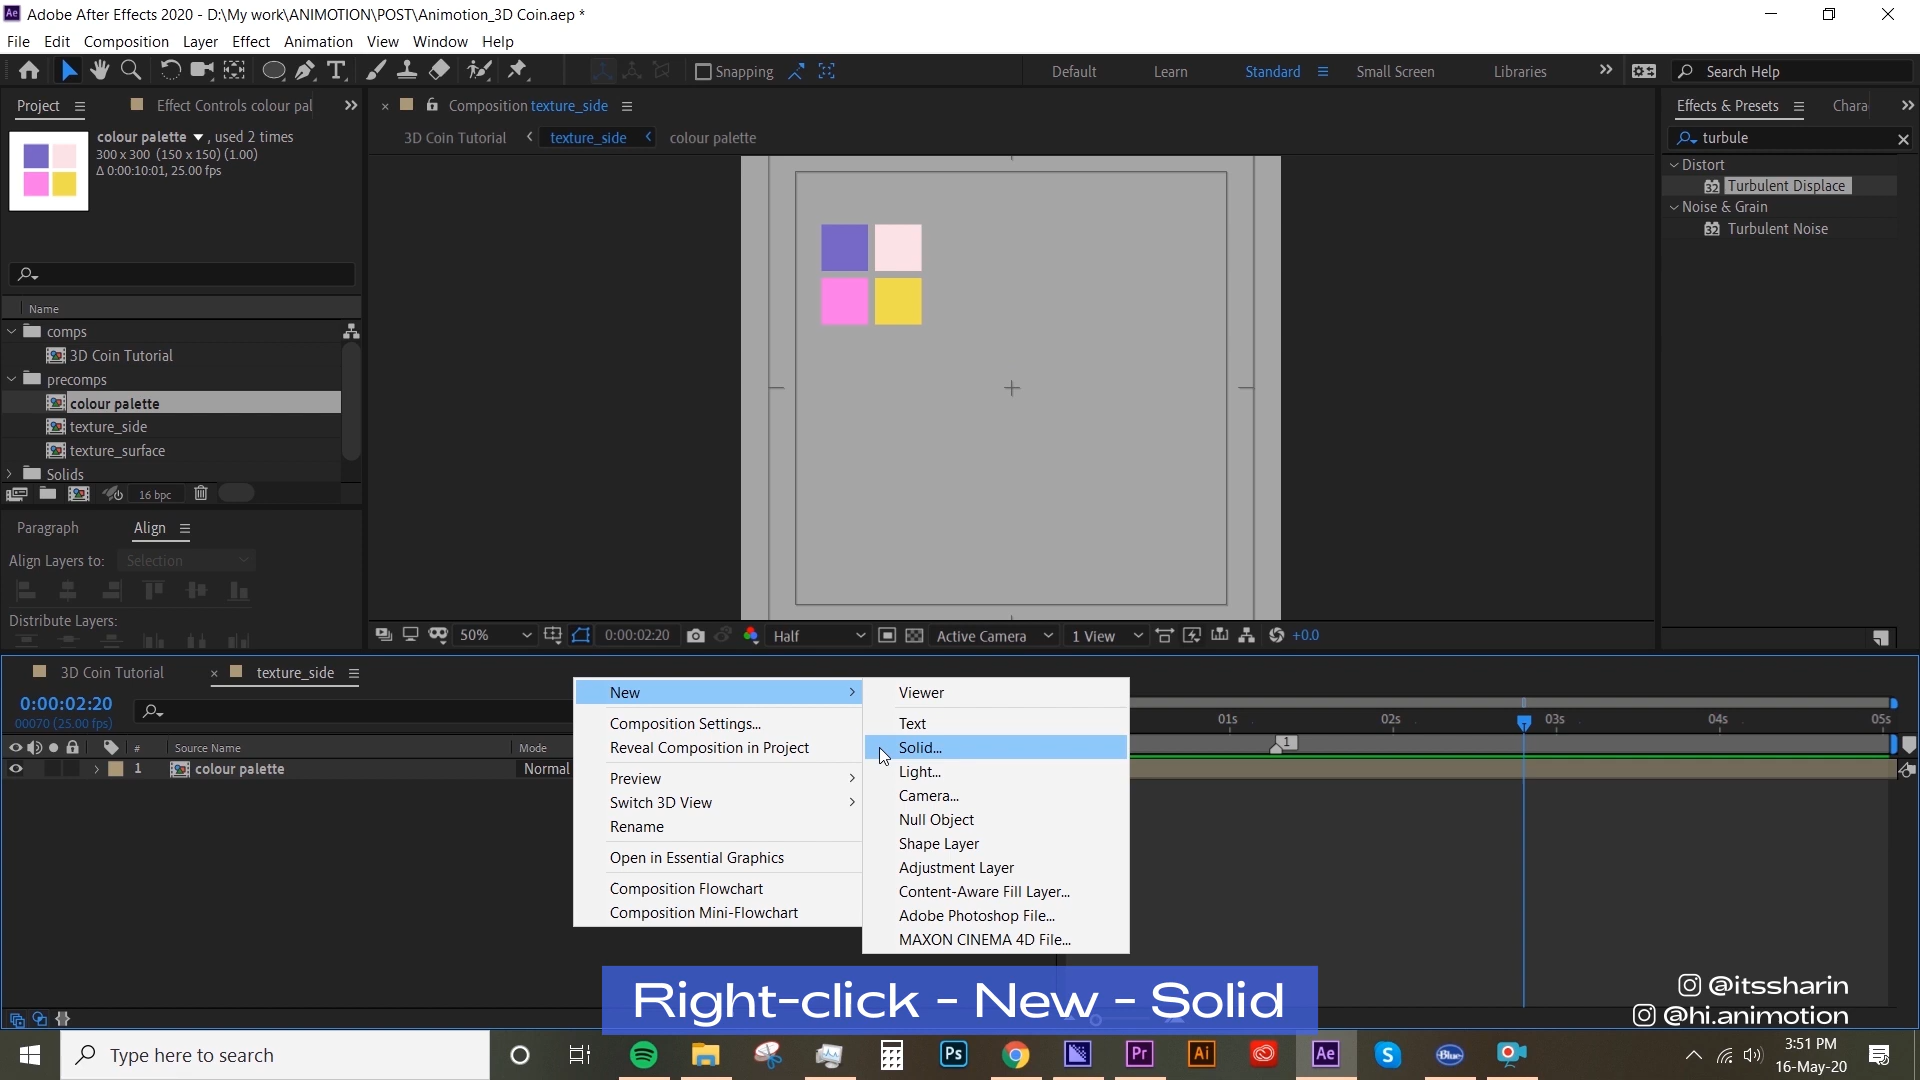 Adobe After Effects 2020 - D:\My work\ANIMOTION\POST\Animotion_3D Coin.aep *
File Edit Composition Layer Effect Animation View Window Help
Snapping
Default Learn Standard Small Screen Libraries
Search Help
Project
Effect Controls colour pal
Composition texture_side
Effects & Presets
Chara
colour palette , used 2 times
300 x 300 (150 x 150) (1.00)
Δ 0:00:10:01, 25.00 fps
3D Coin Tutorial texture_side colour palette
turbule
Distort
32 Turbulent Displace
Noise & Grain
32 Turbulent Noise
Name
comps
3D Coin Tutorial
precomps
colour palette
texture_side
texture_surface
Solids
16 bpc
Paragraph Align
Align Layers to: Selection
Distribute Layers:
50% 0:00:02:20 Half Active Camera 1 View +0.0
3D Coin Tutorial texture_side
0:00:02:20
00070 (25.00 fps)
# Source Name Mode
1 colour palette Normal
01s 02s 03s 04s 05s
1
New
Composition Settings...
Reveal Composition in Project
Preview
Switch 3D View
Rename
Open in Essential Graphics
Composition Flowchart
Composition Mini-Flowchart
Viewer
Text
Solid...
Light...
Camera...
Null Object
Shape Layer
Adjustment Layer
Content-Aware Fill Layer...
Adobe Photoshop File...
MAXON CINEMA 4D File...
Right-click - New - Solid
@itssharin
@hi.animotion
Type here to search
Ps
Pr
Ai
Ae
Blue
3:51 PM
16-May-20